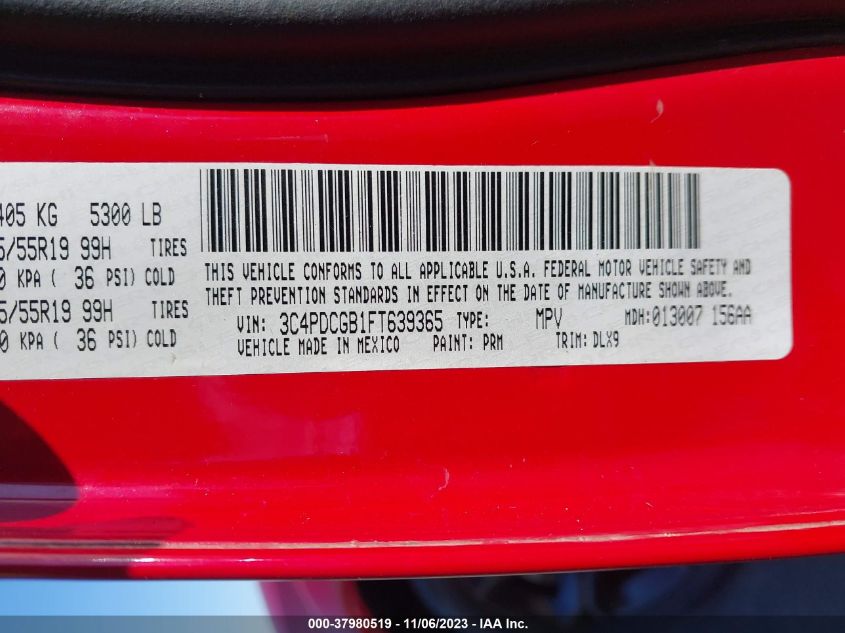 405 KG 5300 LB
5/55R19 99H TIRES
0 KPA ( 36 PSI) COLD
5/55R19 99H TIRES
0 KPA ( 36 PSI) COLD
THIS VEHICLE CONFORMS TO ALL APPLICABLE U.S.A. FEDERAL MOTOR VEHICLE SAFETY AND
THEFT PREVENTION STANDARDS IN EFFECT ON THE DATE OF MANUFACTURE SHOWN ABOVE.
VIN: 3C4PDCGB1FT639365 TYPE: MPV MDH:013007 156AA
VEHICLE MADE IN MEXICO PAINT: PRM TRIM: DLX9
000-37980519 - 11/06/2023 - IAA Inc.